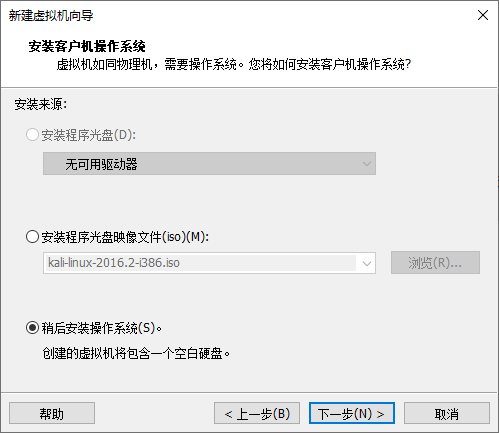 新建虚拟机向导
安装客户机操作系统
虚拟机如同物理机，需要操作系统。您将如何安装客户机操作系统?
安装来源:
安装程序光盘(D):
无可用驱动器
安装程序光盘映像文件(iso)(M):
kali-linux-2016.2-i386.iso
浏览(R)...
稍后安装操作系统(S)。
创建的虚拟机将包含一个空白硬盘。
帮助
< 上一步(B)
下一步(N) >
取消